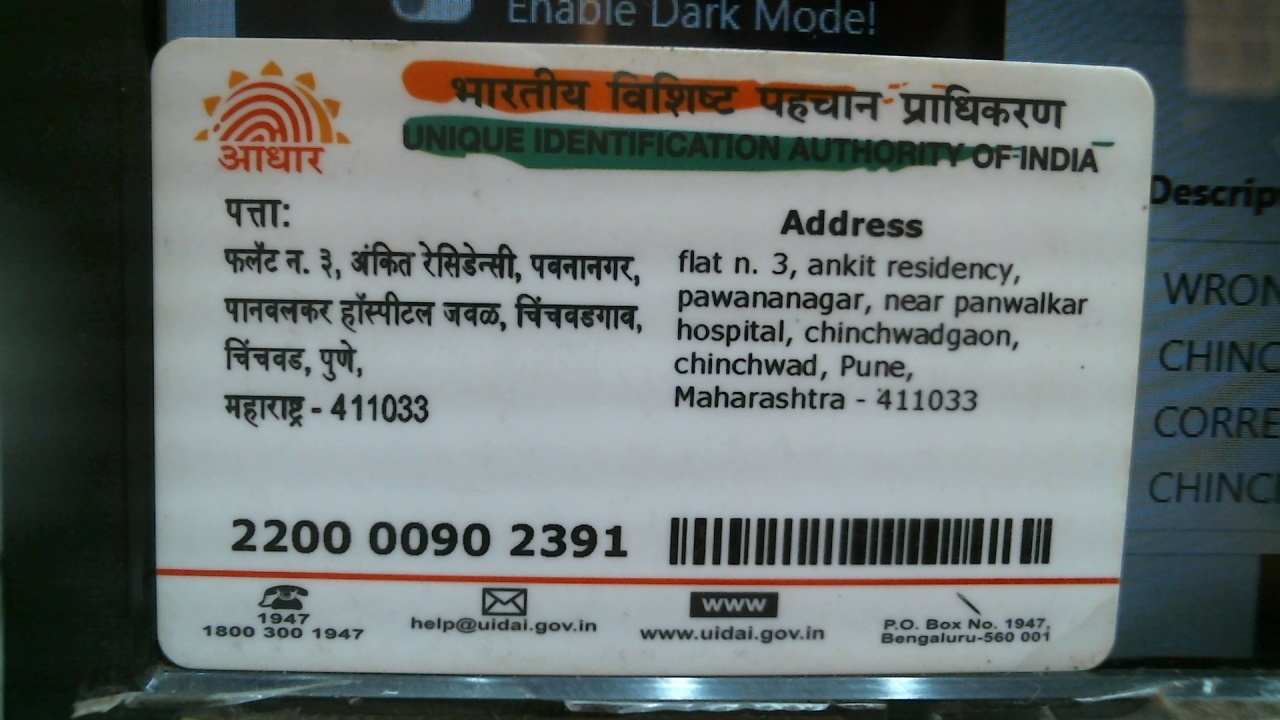 Enable Dark Mode!
भारतीय विशिष्ट पहचान प्राधिकरण
UNIQUE IDENTIFICATION AUTHORITY OF INDIA
आधार
पत्ता:
फलॅट न. ३, अंकित रेसिडेन्सी, पवनानगर,
पानवलकर हॉस्पीटल जवळ, चिंचवडगाव,
चिंचवड, पुणे,
महाराष्ट्र - 411033
Address
flat n. 3, ankit residency,
pawananagar, near panwalkar
hospital, chinchwadgaon,
chinchwad, Pune,
Maharashtra - 411033
2200 0090 2391
1947
1800 300 1947
help@uidai.gov.in
www
www.uidai.gov.in
P.O. Box No. 1947,
Bengaluru-560 001
Descrip
WRON
CHINC
CORRE
CHINC